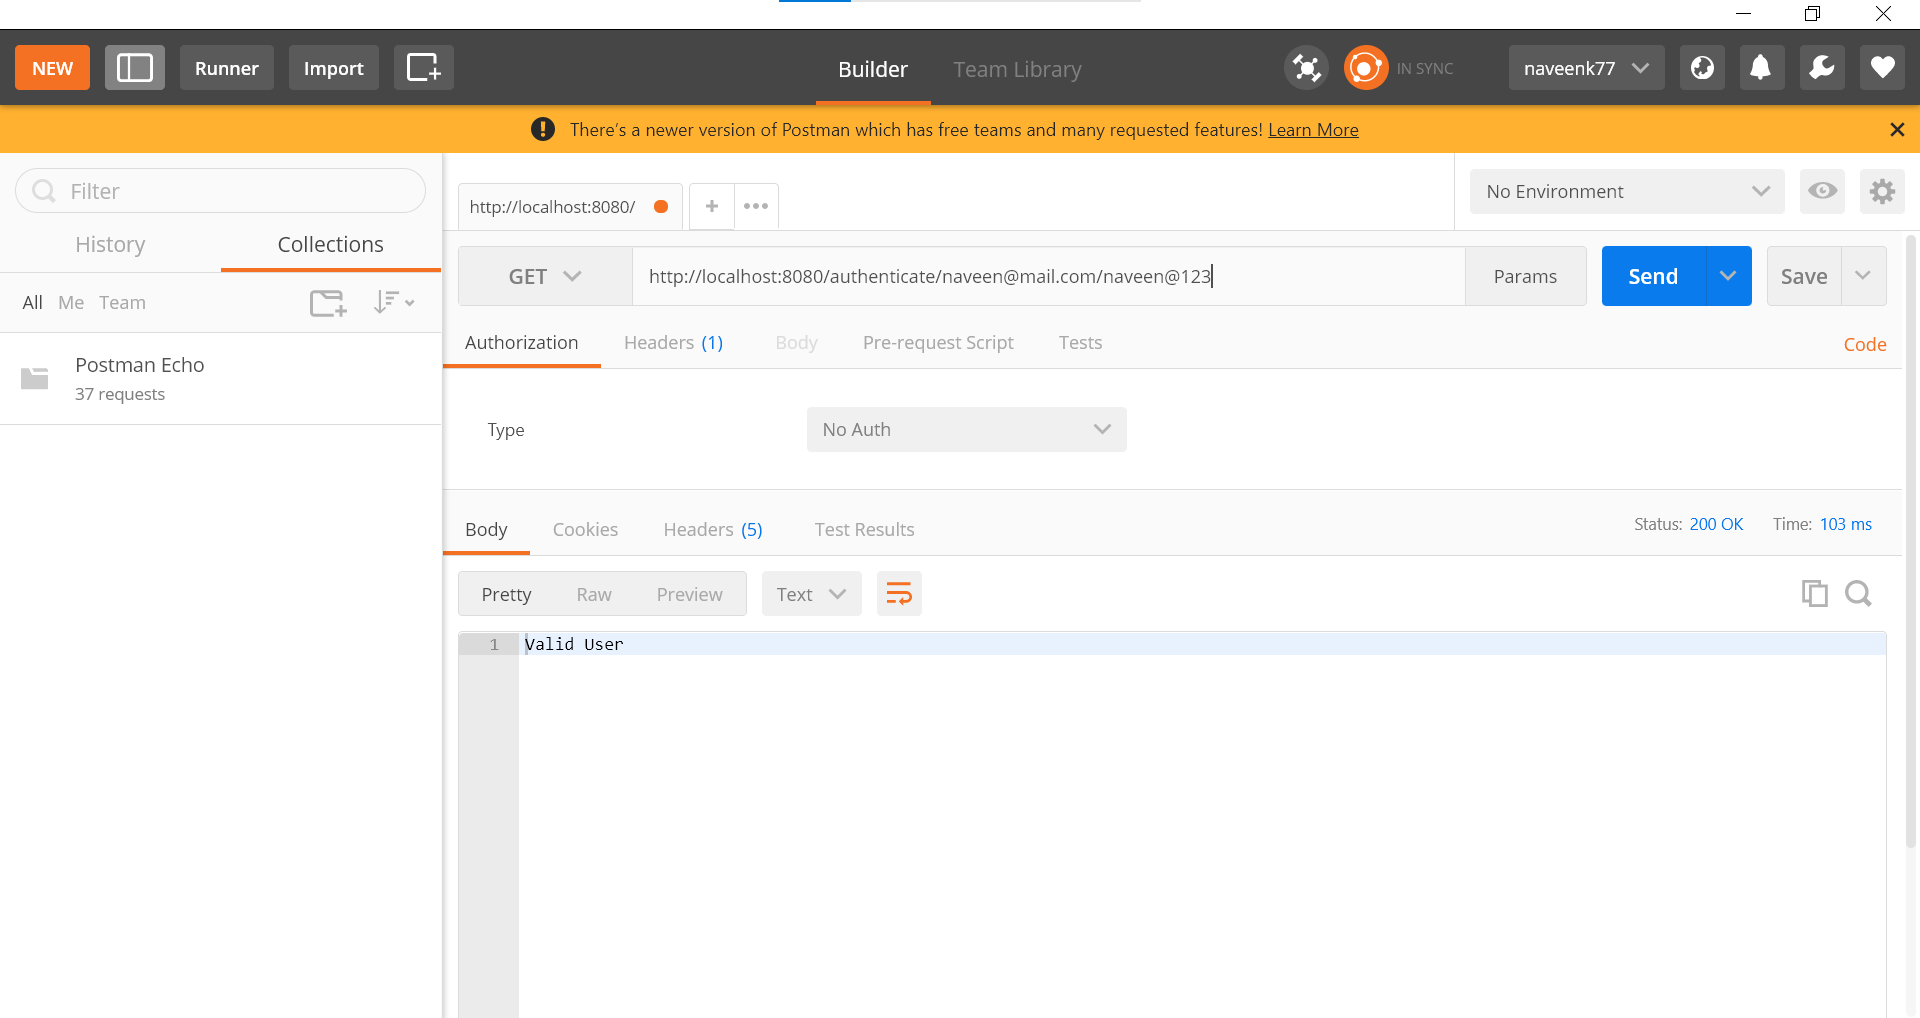 NEW Runner Import Builder Team Library IN SYNC naveenk77
There's a newer version of Postman which has free teams and many requested features! Learn More
Filter
History Collections
All Me Team
Postman Echo
37 requests
http://localhost:8080/ No Environment
GET http://localhost:8080/authenticate/naveen@mail.com/naveen@123 Params Send Save
Authorization Headers (1) Body Pre-request Script Tests Code
Type No Auth
Body Cookies Headers (5) Test Results Status: 200 OK Time: 103 ms
Pretty Raw Preview Text
1 Valid User